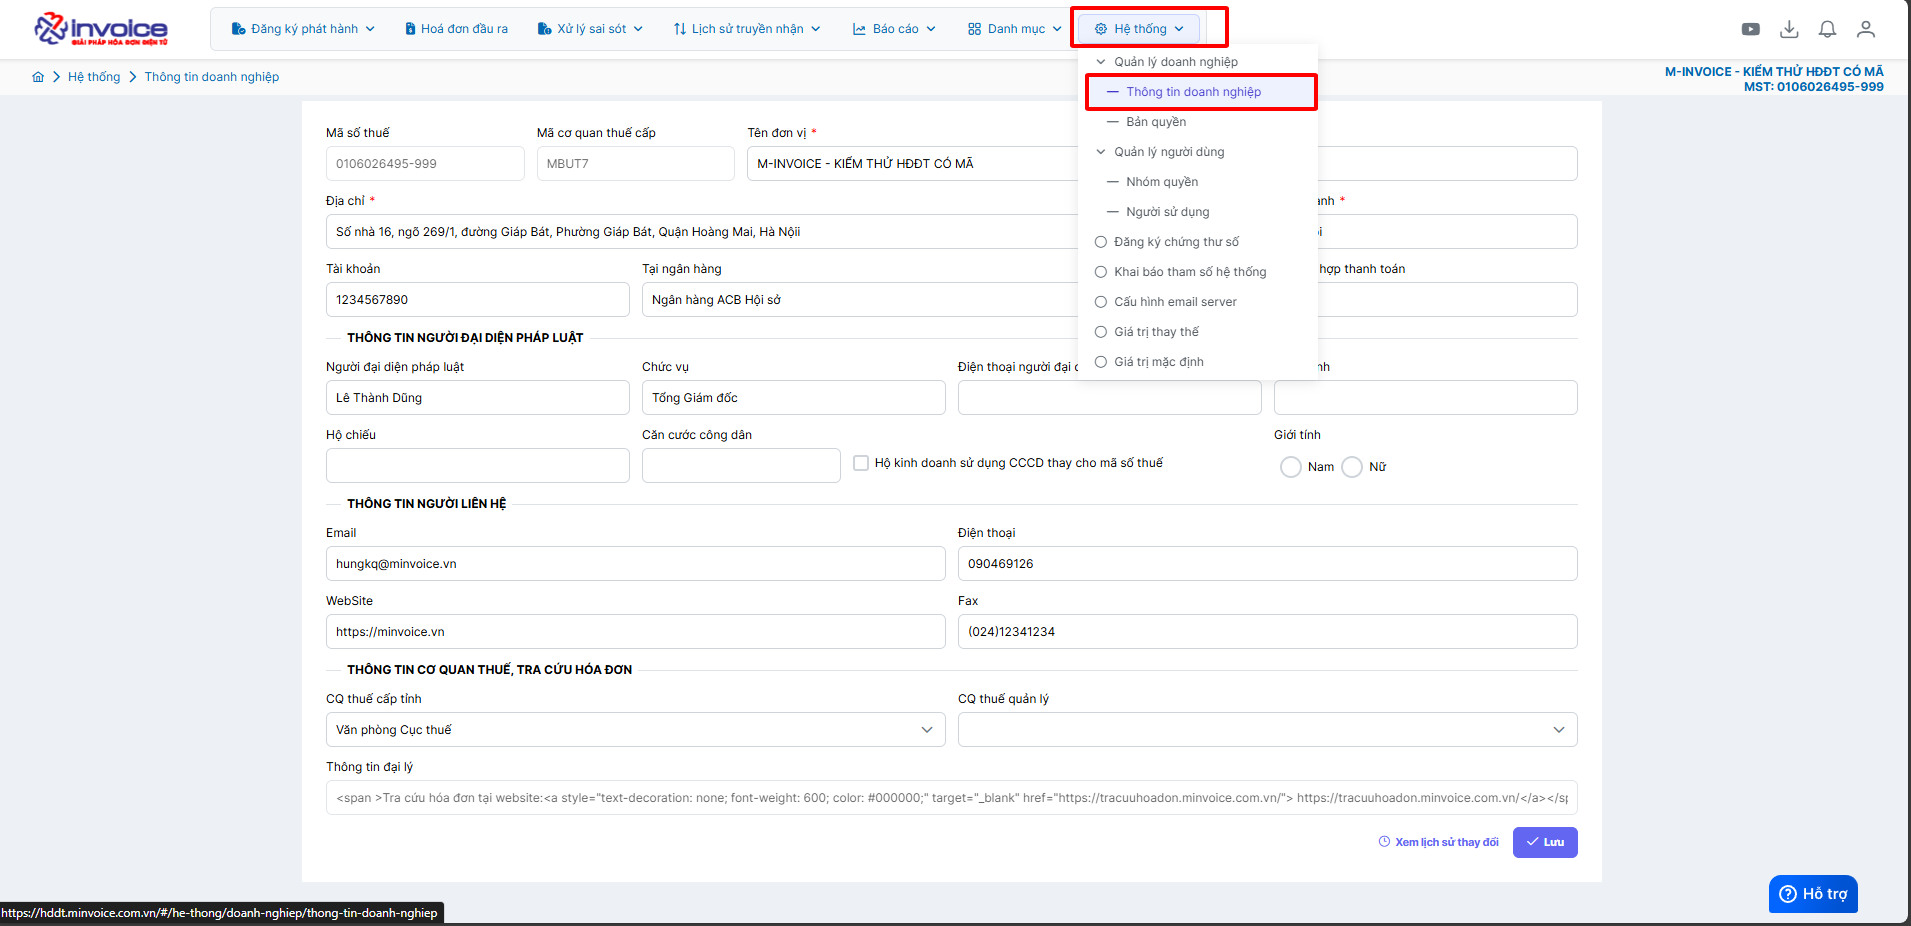 invoice
GIẢI PHÁP HÓA ĐƠN ĐIỆN TỬ
Đăng ký phát hành
Hoá đơn đầu ra
Xử lý sai sót
Lịch sử truyền nhận
Báo cáo
Danh mục
Hệ thống
Hệ thống
Thông tin doanh nghiệp
M-INVOICE - KIỂM THỬ HĐĐT CÓ MÃ
MST: 0106026495-999
Quản lý doanh nghiệp
Thông tin doanh nghiệp
Bản quyền
Quản lý người dùng
Nhóm quyền
Người sử dụng
Đăng ký chứng thư số
Khai báo tham số hệ thống
Cấu hình email server
Giá trị thay thế
Giá trị mặc định
Mã số thuế
Mã cơ quan thuế cấp
Tên đơn vị *
0106026495-999
MBUT7
M-INVOICE - KIỂM THỬ HĐĐT CÓ MÃ
Địa chỉ *
anh *
Số nhà 16, ngõ 269/1, đường Giáp Bát, Phường Giáp Bát, Quận Hoàng Mai, Hà Nộii
i
Tài khoản
Tại ngân hàng
hợp thanh toán
1234567890
Ngân hàng ACB Hội sở
THÔNG TIN NGƯỜI ĐẠI DIỆN PHÁP LUẬT
Người đại diện pháp luật
Chức vụ
Điện thoại người đại
nh
Lê Thành Dũng
Tổng Giám đốc
Hộ chiếu
Căn cước công dân
Giới tính
Hộ kinh doanh sử dụng CCCD thay cho mã số thuế
Nam
Nữ
THÔNG TIN NGƯỜI LIÊN HỆ
Email
Điện thoại
hungkq@minvoice.vn
090469126
WebSite
Fax
https://minvoice.vn
(024)12341234
THÔNG TIN CƠ QUAN THUẾ, TRA CỨU HÓA ĐƠN
CQ thuế cấp tỉnh
CQ thuế quản lý
Văn phòng Cục thuế
Thông tin đại lý
<span >Tra cứu hóa đơn tại website:<a style="text-decoration: none; font-weight: 600; color: #000000;" target="_blank" href="https://tracuuhoadon.minvoice.com.vn/"> https://tracuuhoadon.minvoice.com.vn/</a></sp
Xem lịch sử thay đổi
Lưu
Hỗ trợ
https://hddt.minvoice.com.vn/#/he-thong/doanh-nghiep/thong-tin-doanh-nghiep